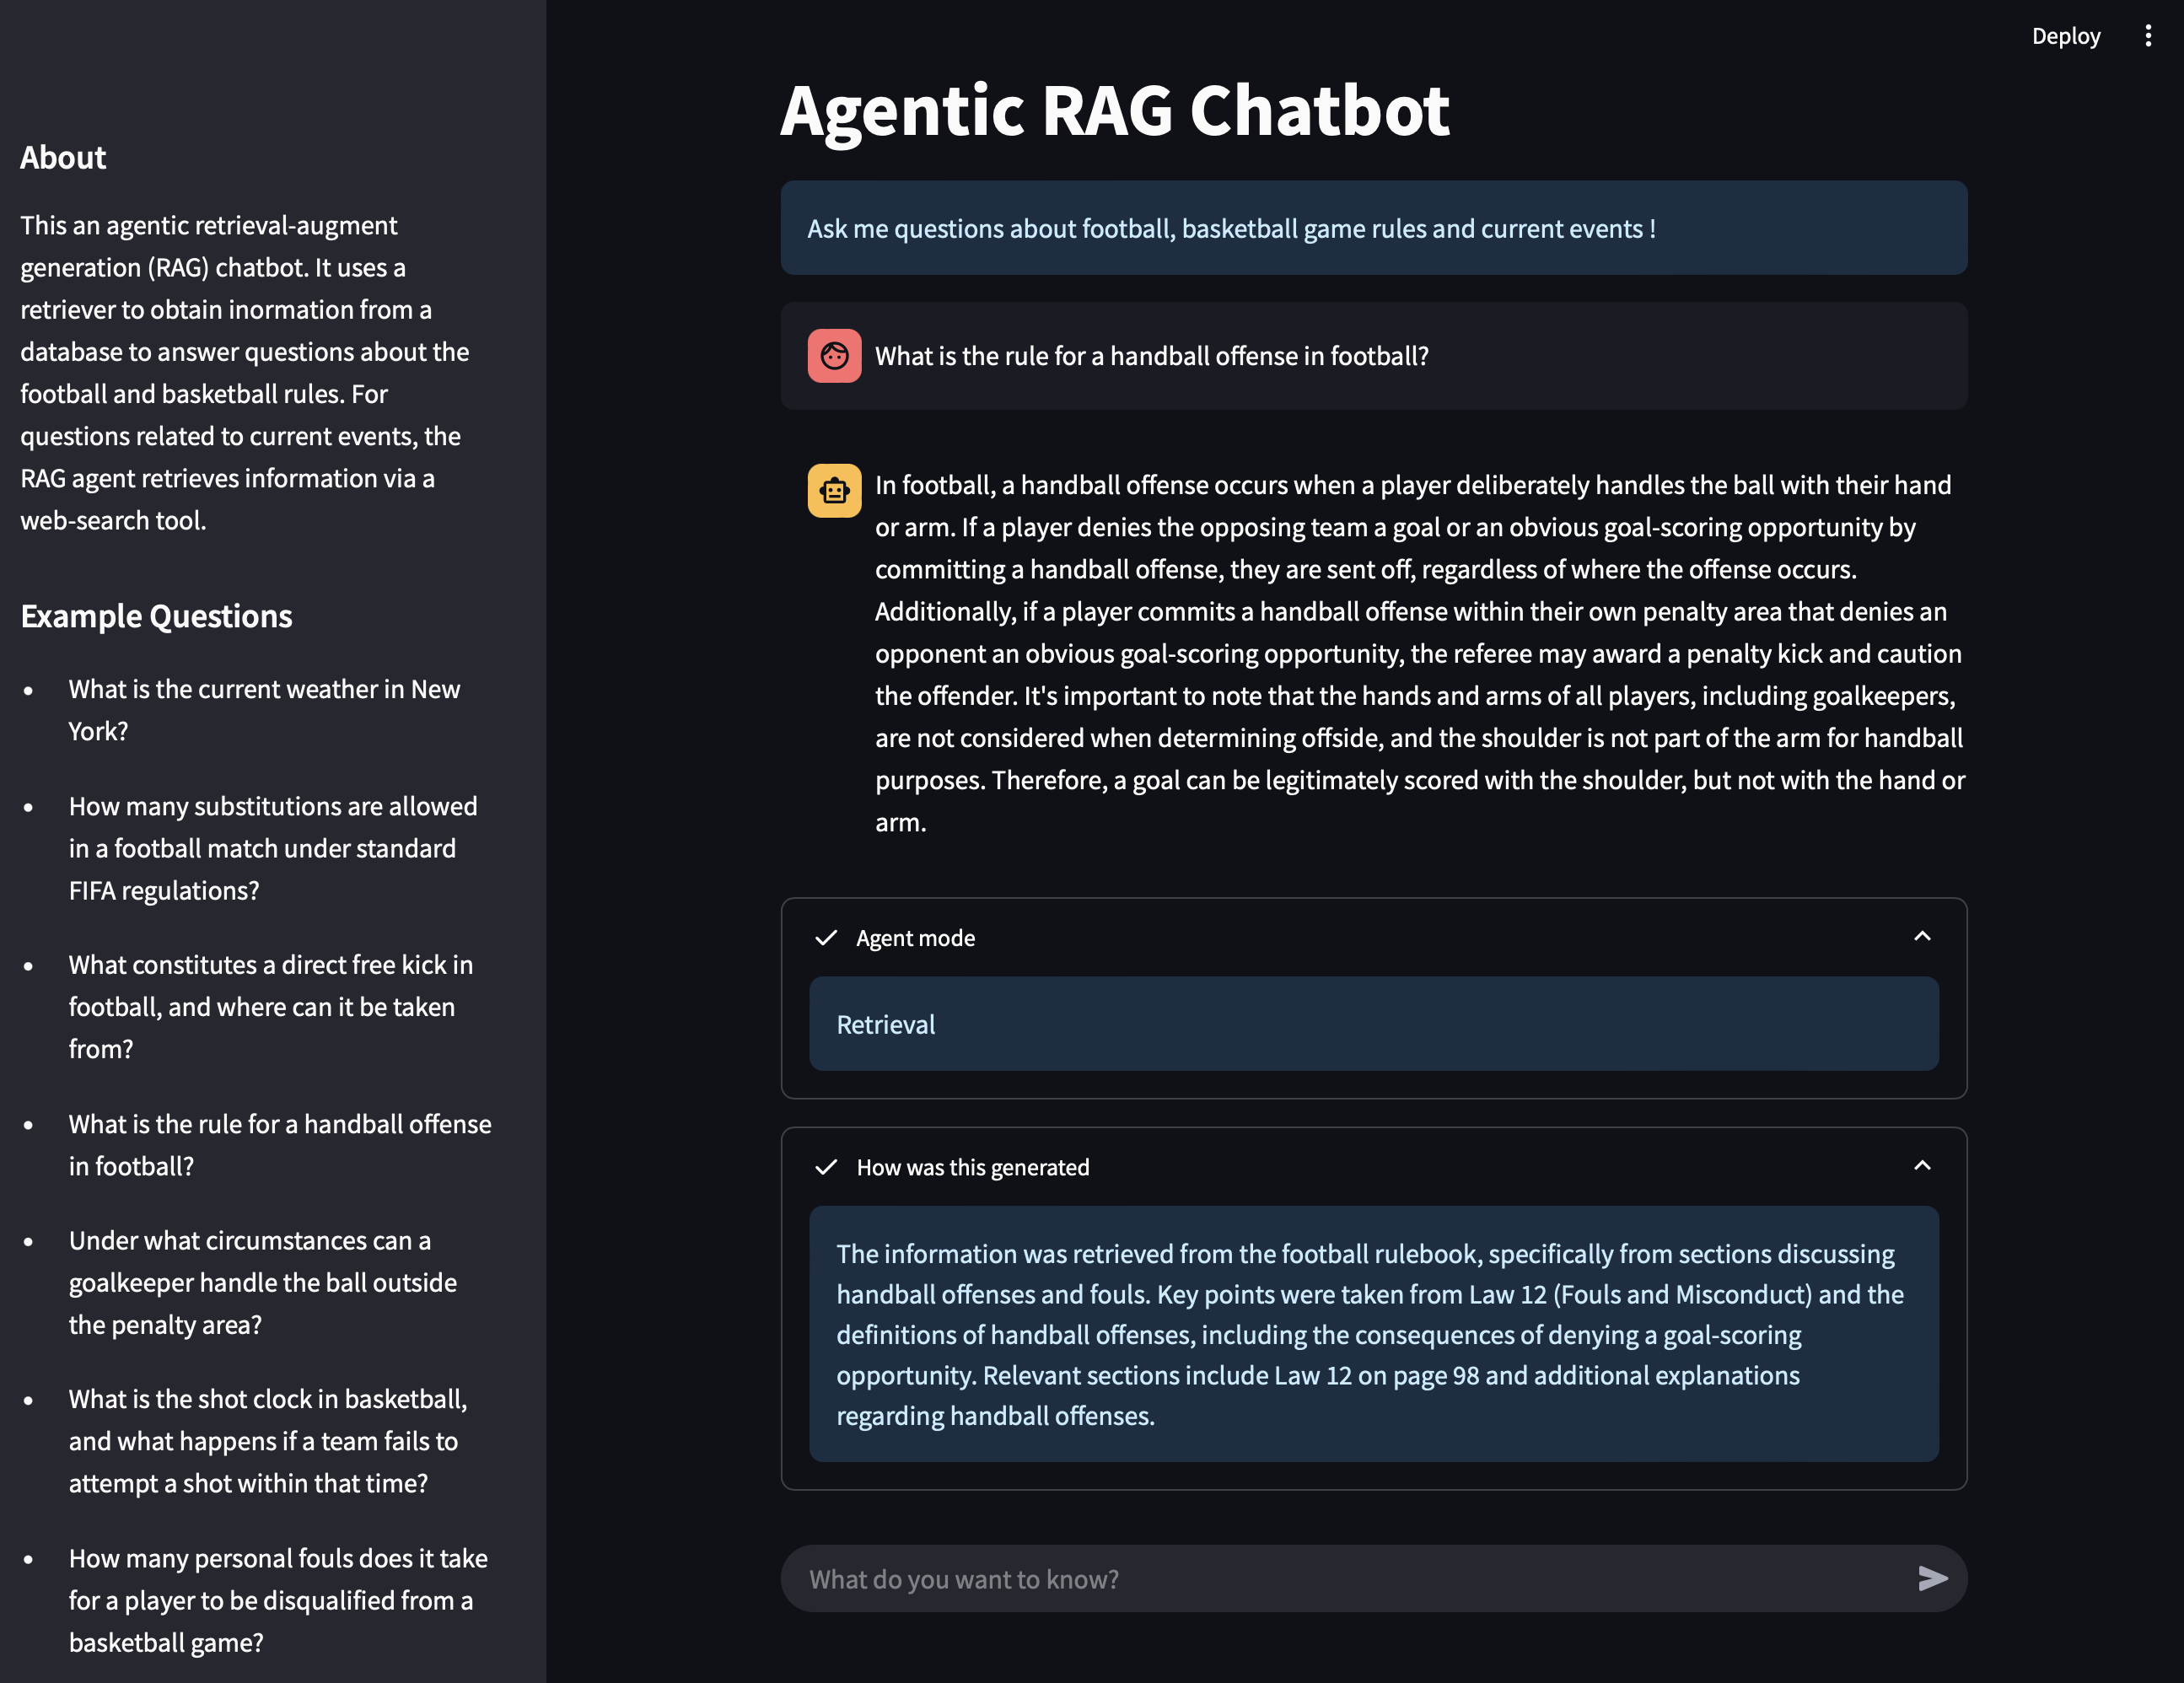 Deploy
About
This an agentic retrieval-augment
generation (RAG) chatbot. It uses a
retriever to obtain inormation from a
database to answer questions about the
football and basketball rules. For
questions related to current events, the
RAG agent retrieves information via a
web-search tool.
Example Questions
• What is the current weather in New
York?
• How many substitutions are allowed
in a football match under standard
FIFA regulations?
• What constitutes a direct free kick in
football, and where can it be taken
from?
• What is the rule for a handball offense
in football?
• Under what circumstances can a
goalkeeper handle the ball outside
the penalty area?
• What is the shot clock in basketball,
and what happens if a team fails to
attempt a shot within that time?
• How many personal fouls does it take
for a player to be disqualified from a
basketball game?
Agentic RAG Chatbot
Ask me questions about football, basketball game rules and current events !
What is the rule for a handball offense in football?
In football, a handball offense occurs when a player deliberately handles the ball with their hand
or arm. If a player denies the opposing team a goal or an obvious goal-scoring opportunity by
committing a handball offense, they are sent off, regardless of where the offense occurs.
Additionally, if a player commits a handball offense within their own penalty area that denies an
opponent an obvious goal-scoring opportunity, the referee may award a penalty kick and caution
the offender. It's important to note that the hands and arms of all players, including goalkeepers,
are not considered when determining offside, and the shoulder is not part of the arm for handball
purposes. Therefore, a goal can be legitimately scored with the shoulder, but not with the hand or
arm.
Agent mode
Retrieval
How was this generated
The information was retrieved from the football rulebook, specifically from sections discussing
handball offenses and fouls. Key points were taken from Law 12 (Fouls and Misconduct) and the
definitions of handball offenses, including the consequences of denying a goal-scoring
opportunity. Relevant sections include Law 12 on page 98 and additional explanations
regarding handball offenses.
What do you want to know?